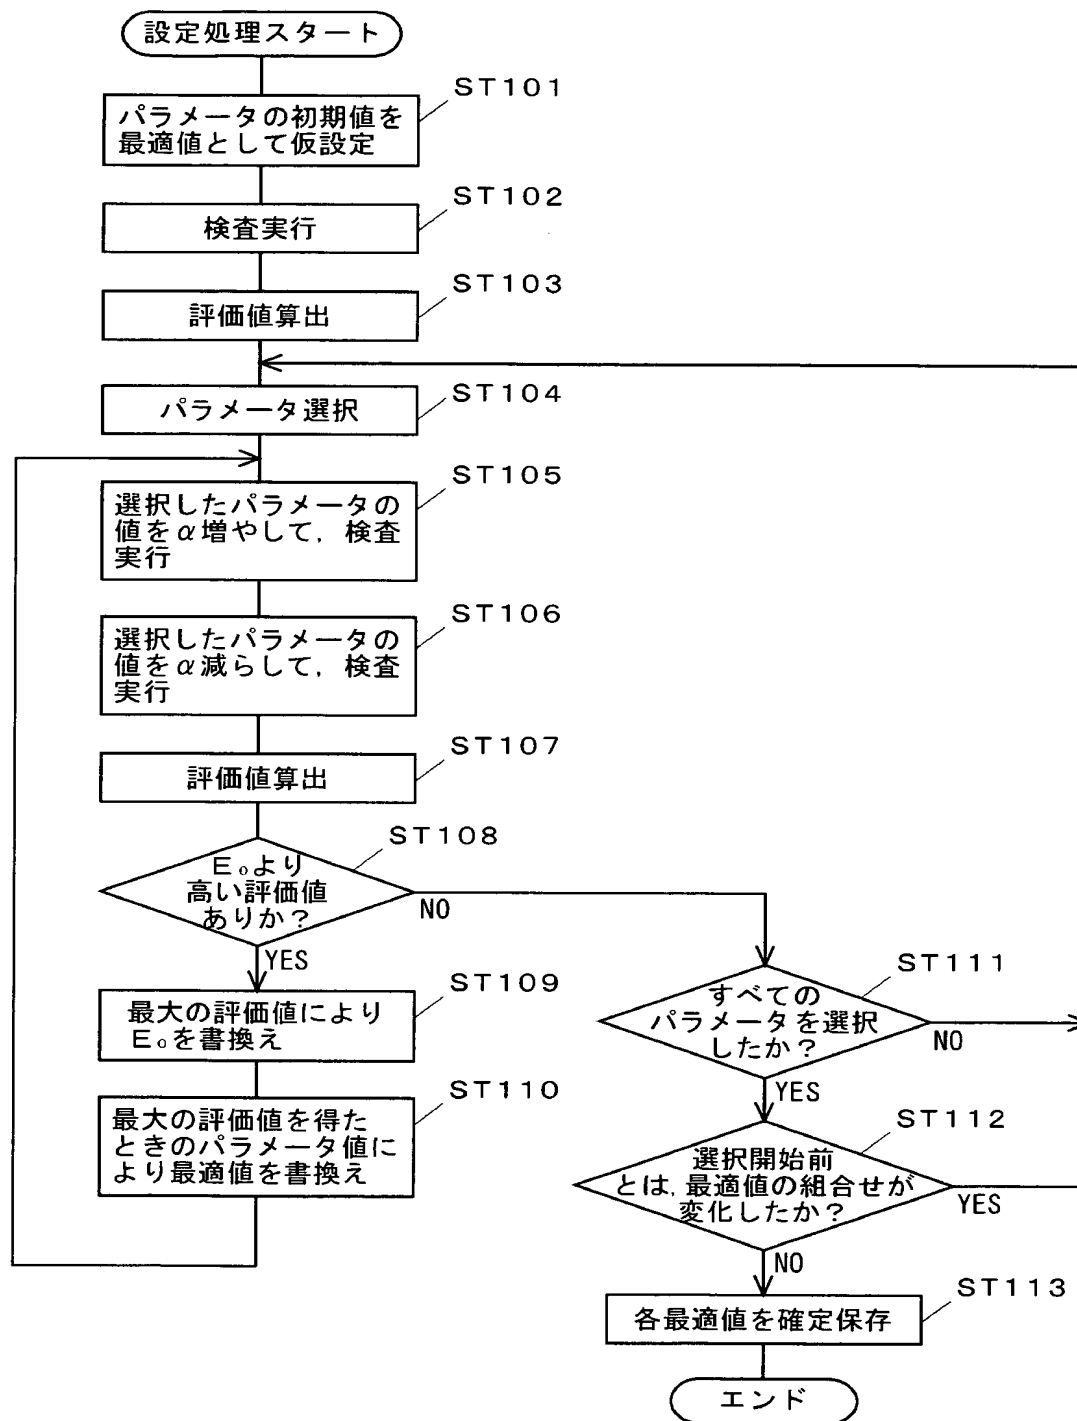 設定処理スタート
ST101
パラメータの初期値を
最適値として仮設定
ST102
検査実行
ST103
評価値算出
ST104
パラメータ選択
ST105
選択したパラメータの
値をα増やして，検査
実行
ST106
選択したパラメータの
値をα減らして，検査
実行
ST107
評価値算出
ST108
E₀より
高い評価値
ありか？
NO
YES
ST109
最大の評価値により
E₀を書換え
ST110
最大の評価値を得た
ときのパラメータ値に
より最適値を書換え
ST111
すべての
パラメータを選択
したか？
NO
YES
ST112
選択開始前
とは，最適値の組合せが
変化したか？
YES
NO
ST113
各最適値を確定保存
エンド